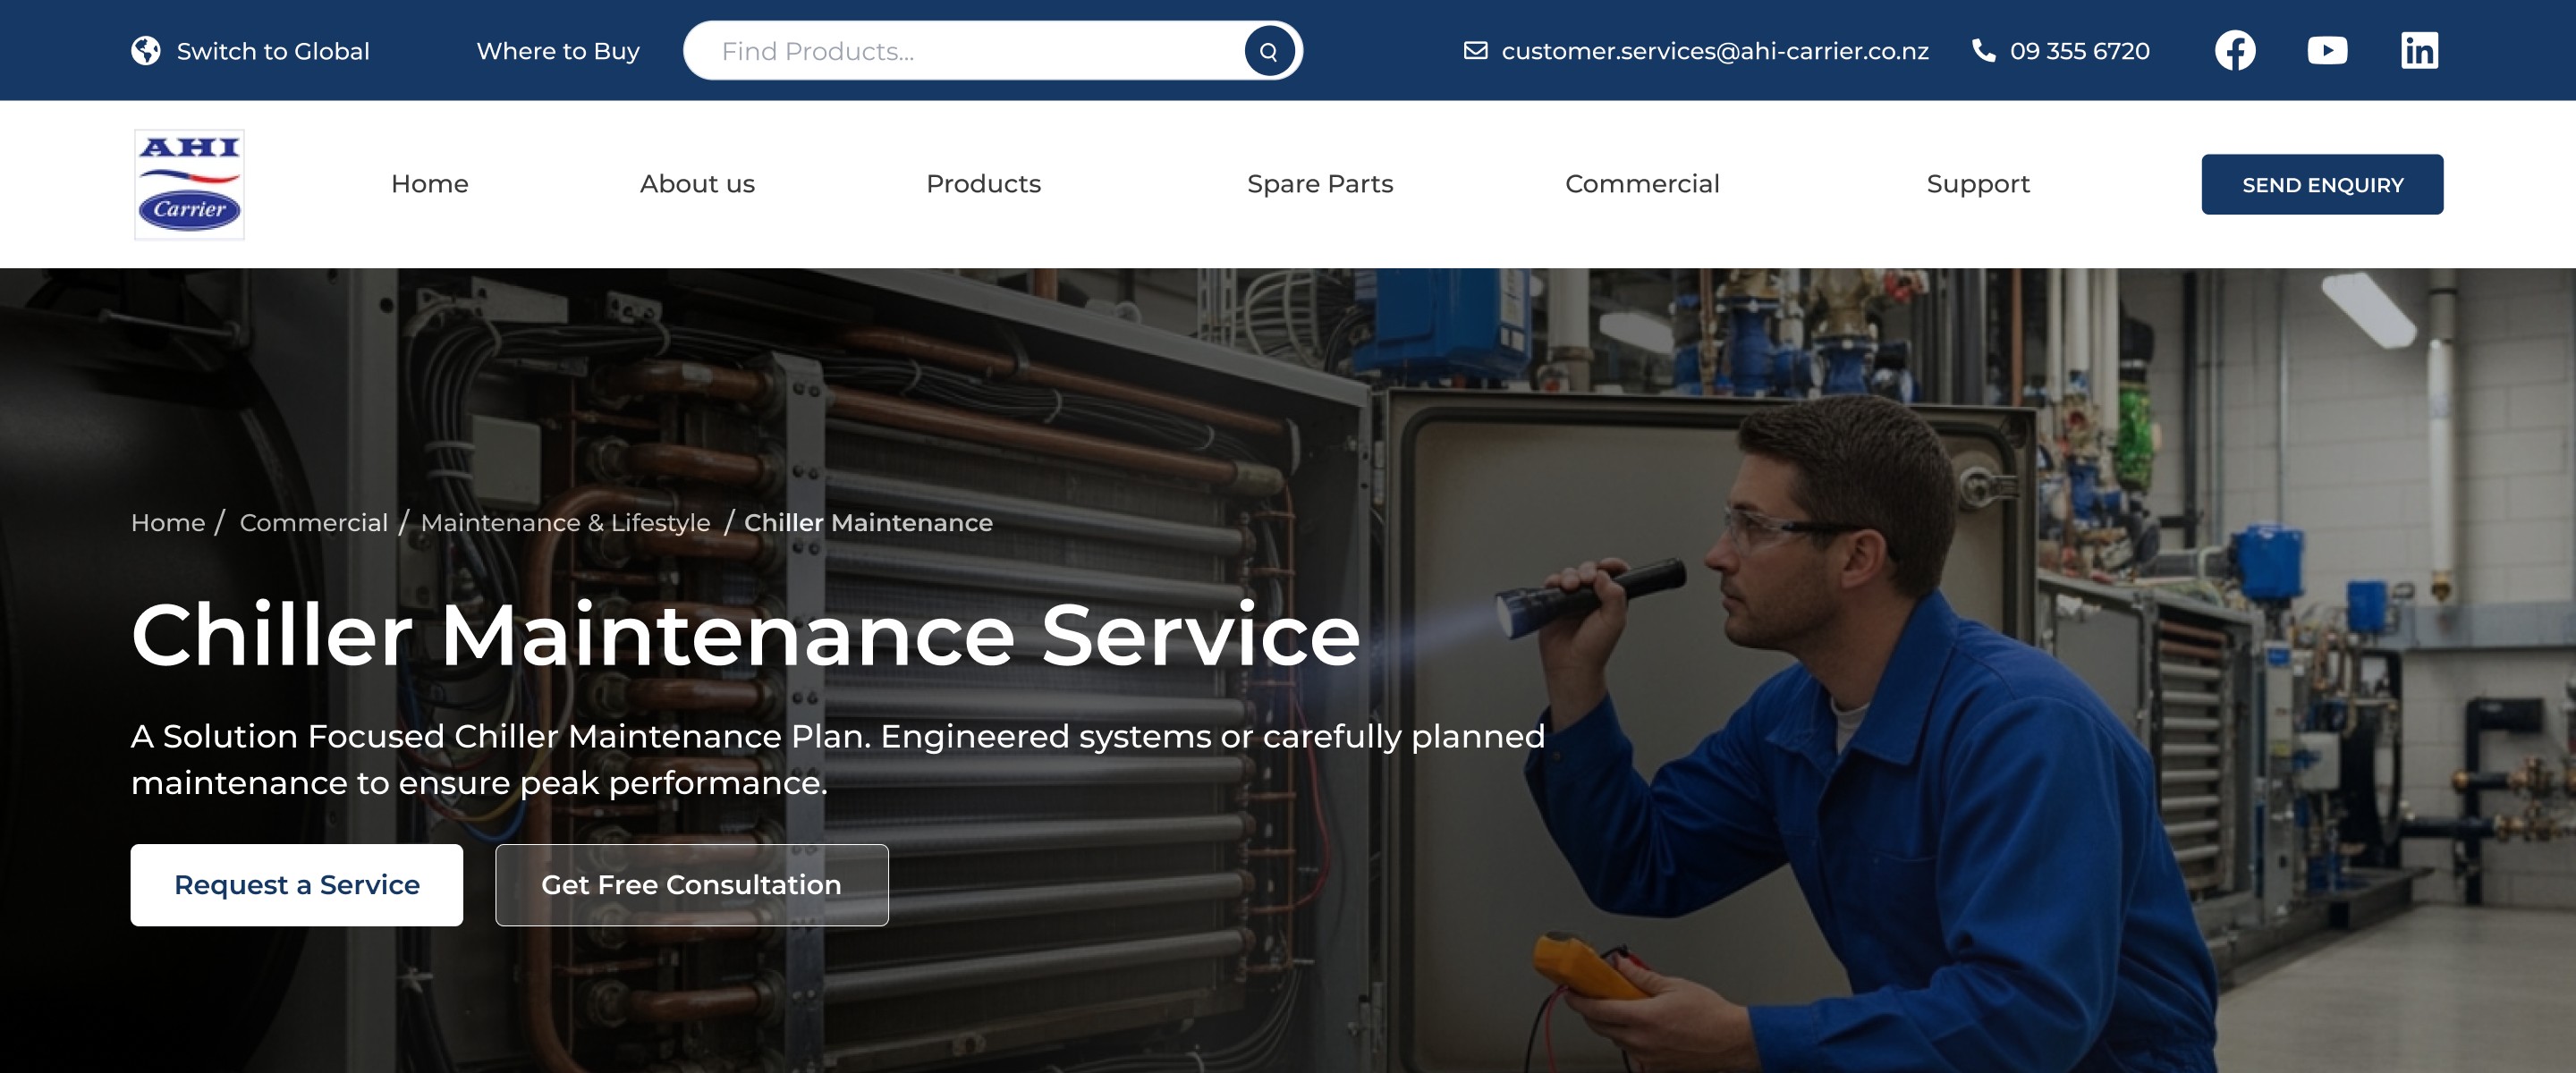 Switch to Global
Where to Buy
Find Products...
customer.services@ahi-carrier.co.nz
09 355 6720
AHI
Carrier
Home
About us
Products
Spare Parts
Commercial
Support
SEND ENQUIRY
Home / Commercial / Maintenance & Lifestyle / Chiller Maintenance
Chiller Maintenance Service
A Solution Focused Chiller Maintenance Plan. Engineered systems or carefully planned
maintenance to ensure peak performance.
Request a Service
Get Free Consultation